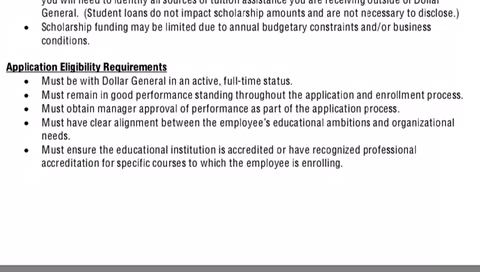 you will need to identify all sources of tuition assistance you are receiving outside of Dollar
General. (Student loans do not impact scholarship amounts and are not necessary to disclose.)
• Scholarship funding may be limited due to annual budgetary constraints and/or business
conditions.
Application Eligibility Requirements
• Must be with Dollar General in an active, full-time status.
• Must remain in good performance standing throughout the application and enrollment process.
• Must obtain manager approval of performance as part of the application process.
• Must have clear alignment between the employee's educational ambitions and organizational
needs.
• Must ensure the educational institution is accredited or have recognized professional
accreditation for specific courses to which the employee is enrolling.